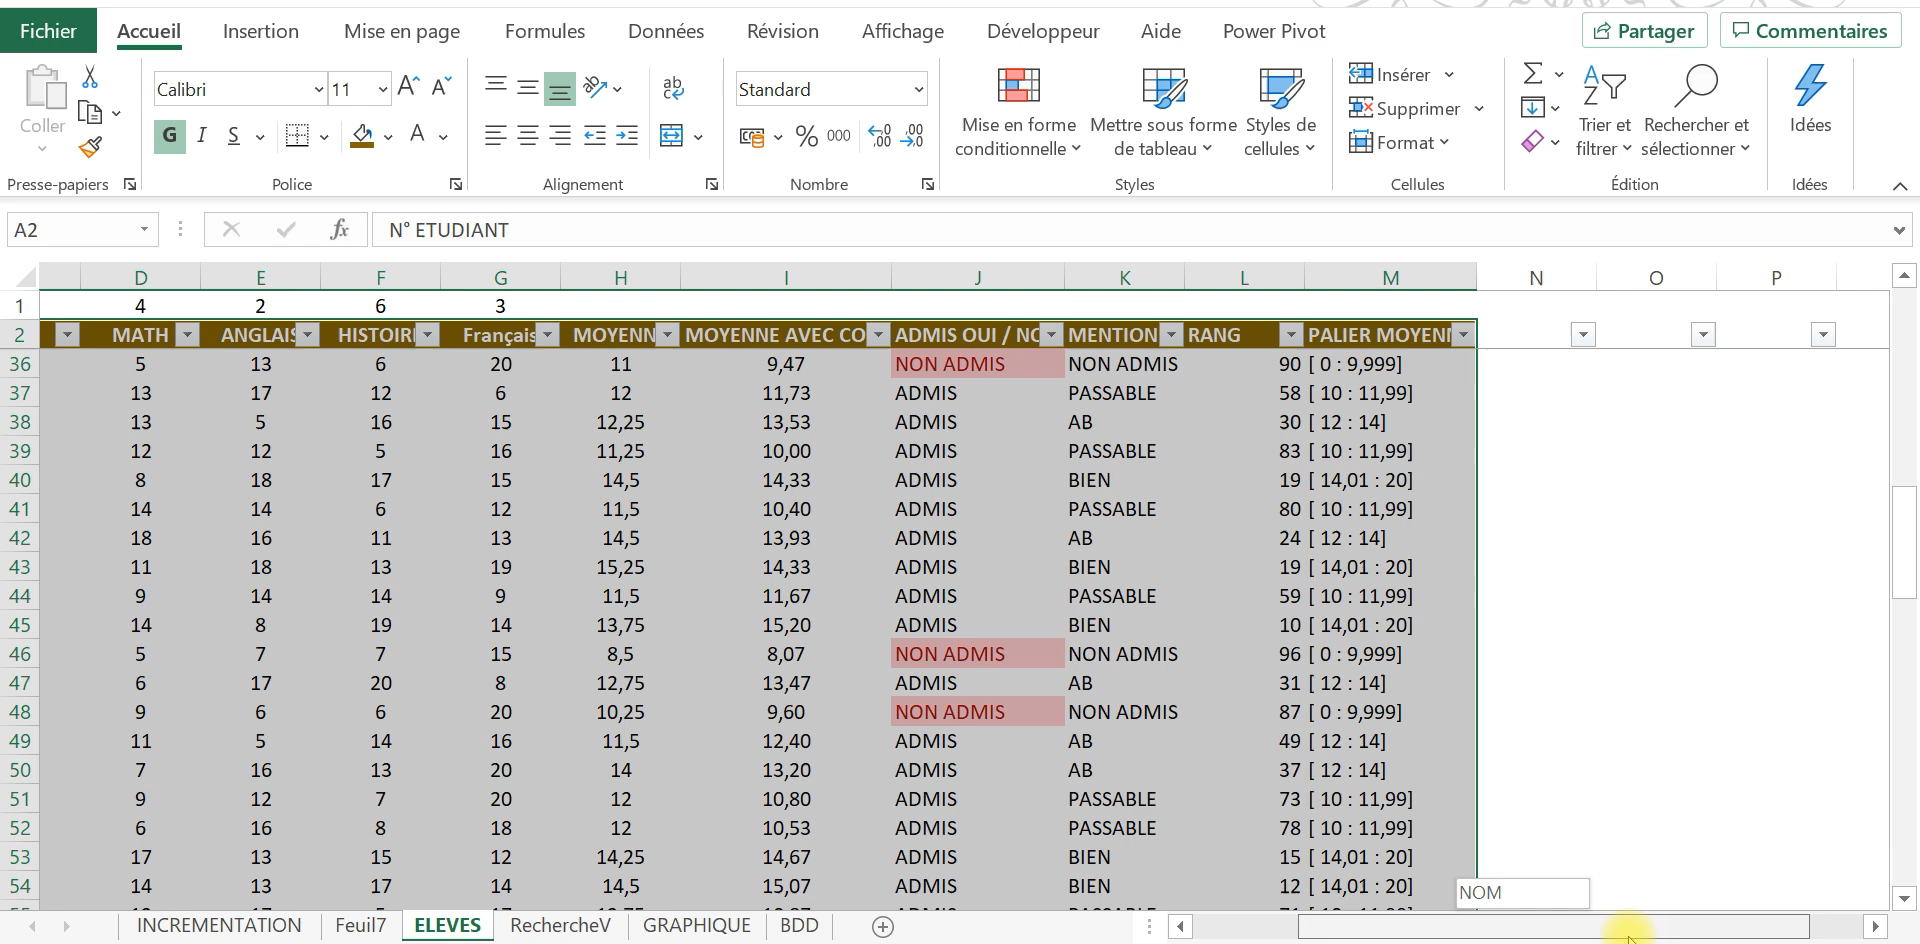 Fichier Accueil Insertion Mise en page Formules Données Révision Affichage Développeur Aide Power Pivot Partager Commentaires
Coller
Presse-papiers
Calibri 11
G I S A
Police
ab
Alignement
Standard
% 000
Nombre
Mise en forme conditionnelle
Mettre sous forme de tableau
Styles de cellules
Styles
Insérer
Supprimer
Format
Cellules
Trier et filtrer
Rechercher et sélectionner
Édition
Idées
Idées
A2 fx N° ETUDIANT
D E F G H I J K L M N O P
1 4 2 6 3
2 MATH ANGLAIS HISTOIRI Français MOYENN MOYENNE AVEC CO ADMIS OUI / NC MENTION RANG PALIER MOYENN
36 5 13 6 20 11 9,47 NON ADMIS NON ADMIS 90 [ 0 : 9,999]
37 13 17 12 6 12 11,73 ADMIS PASSABLE 58 [ 10 : 11,99]
38 13 5 16 15 12,25 13,53 ADMIS AB 30 [ 12 : 14]
39 12 12 5 16 11,25 10,00 ADMIS PASSABLE 83 [ 10 : 11,99]
40 8 18 17 15 14,5 14,33 ADMIS BIEN 19 [ 14,01 : 20]
41 14 14 6 12 11,5 10,40 ADMIS PASSABLE 80 [ 10 : 11,99]
42 18 16 11 13 14,5 13,93 ADMIS AB 24 [ 12 : 14]
43 11 18 13 19 15,25 14,33 ADMIS BIEN 19 [ 14,01 : 20]
44 9 14 14 9 11,5 11,67 ADMIS PASSABLE 59 [ 10 : 11,99]
45 14 8 19 14 13,75 15,20 ADMIS BIEN 10 [ 14,01 : 20]
46 5 7 7 15 8,5 8,07 NON ADMIS NON ADMIS 96 [ 0 : 9,999]
47 6 17 20 8 12,75 13,47 ADMIS AB 31 [ 12 : 14]
48 9 6 6 20 10,25 9,60 NON ADMIS NON ADMIS 87 [ 0 : 9,999]
49 11 5 14 16 11,5 12,40 ADMIS AB 49 [ 12 : 14]
50 7 16 13 20 14 13,20 ADMIS AB 37 [ 12 : 14]
51 9 12 7 20 12 10,80 ADMIS PASSABLE 73 [ 10 : 11,99]
52 6 16 8 18 12 10,53 ADMIS PASSABLE 78 [ 10 : 11,99]
53 17 13 15 12 14,25 14,67 ADMIS BIEN 15 [ 14,01 : 20]
54 14 13 17 14 14,5 15,07 ADMIS BIEN 12 [ 14,01 : 20]
NOM
INCREMENTATION Feuil7 ELEVES RechercheV GRAPHIQUE BDD